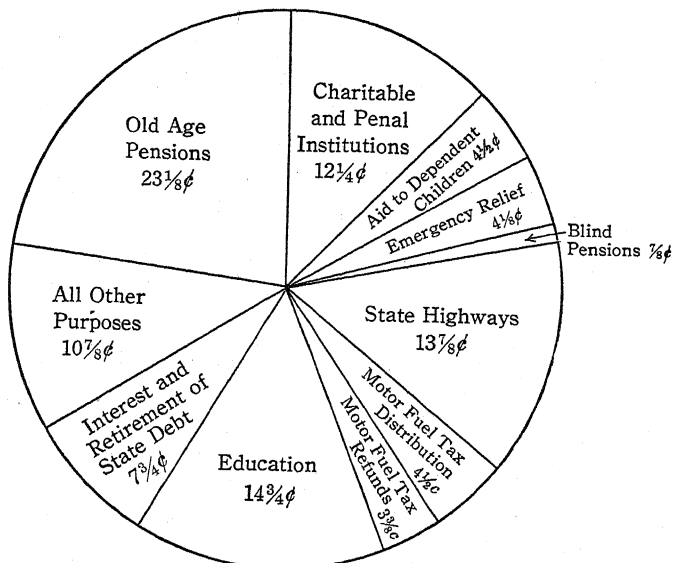 Old Age
Pensions
23⅛¢
Charitable
and Penal
Institutions
12¼¢
Aid to Dependent
Children 4½¢
Emergency Relief
4⅛¢
Blind
Pensions ⅞¢
State Highways
13⅞¢
Motor Fuel Tax
Distribution
4½c
Motor Fuel Tax
Refunds 3⅜c
Education
14¾¢
Interest and
Retirement of
State Debt
7¾¢
All Other
Purposes
10⅞¢